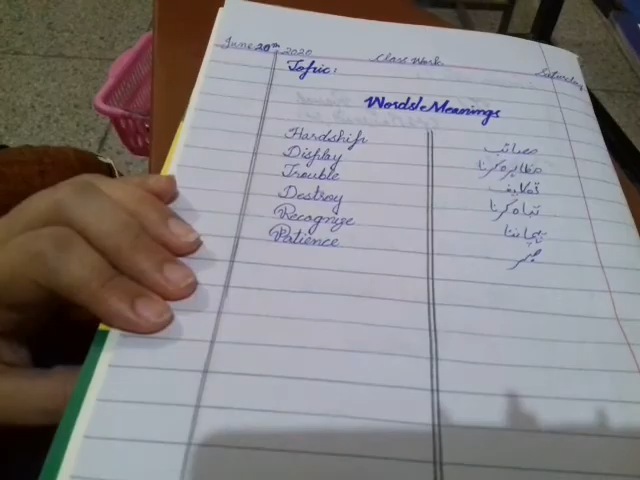 June 20th, 2020 Class Work Saturday
Topic:
Words/Meanings
Hardship مصائب
Display مظاہرہ کرنا
Trouble تکلیف
Destroy تباہ کرنا
Recognize پہچاننا
Patience صبر